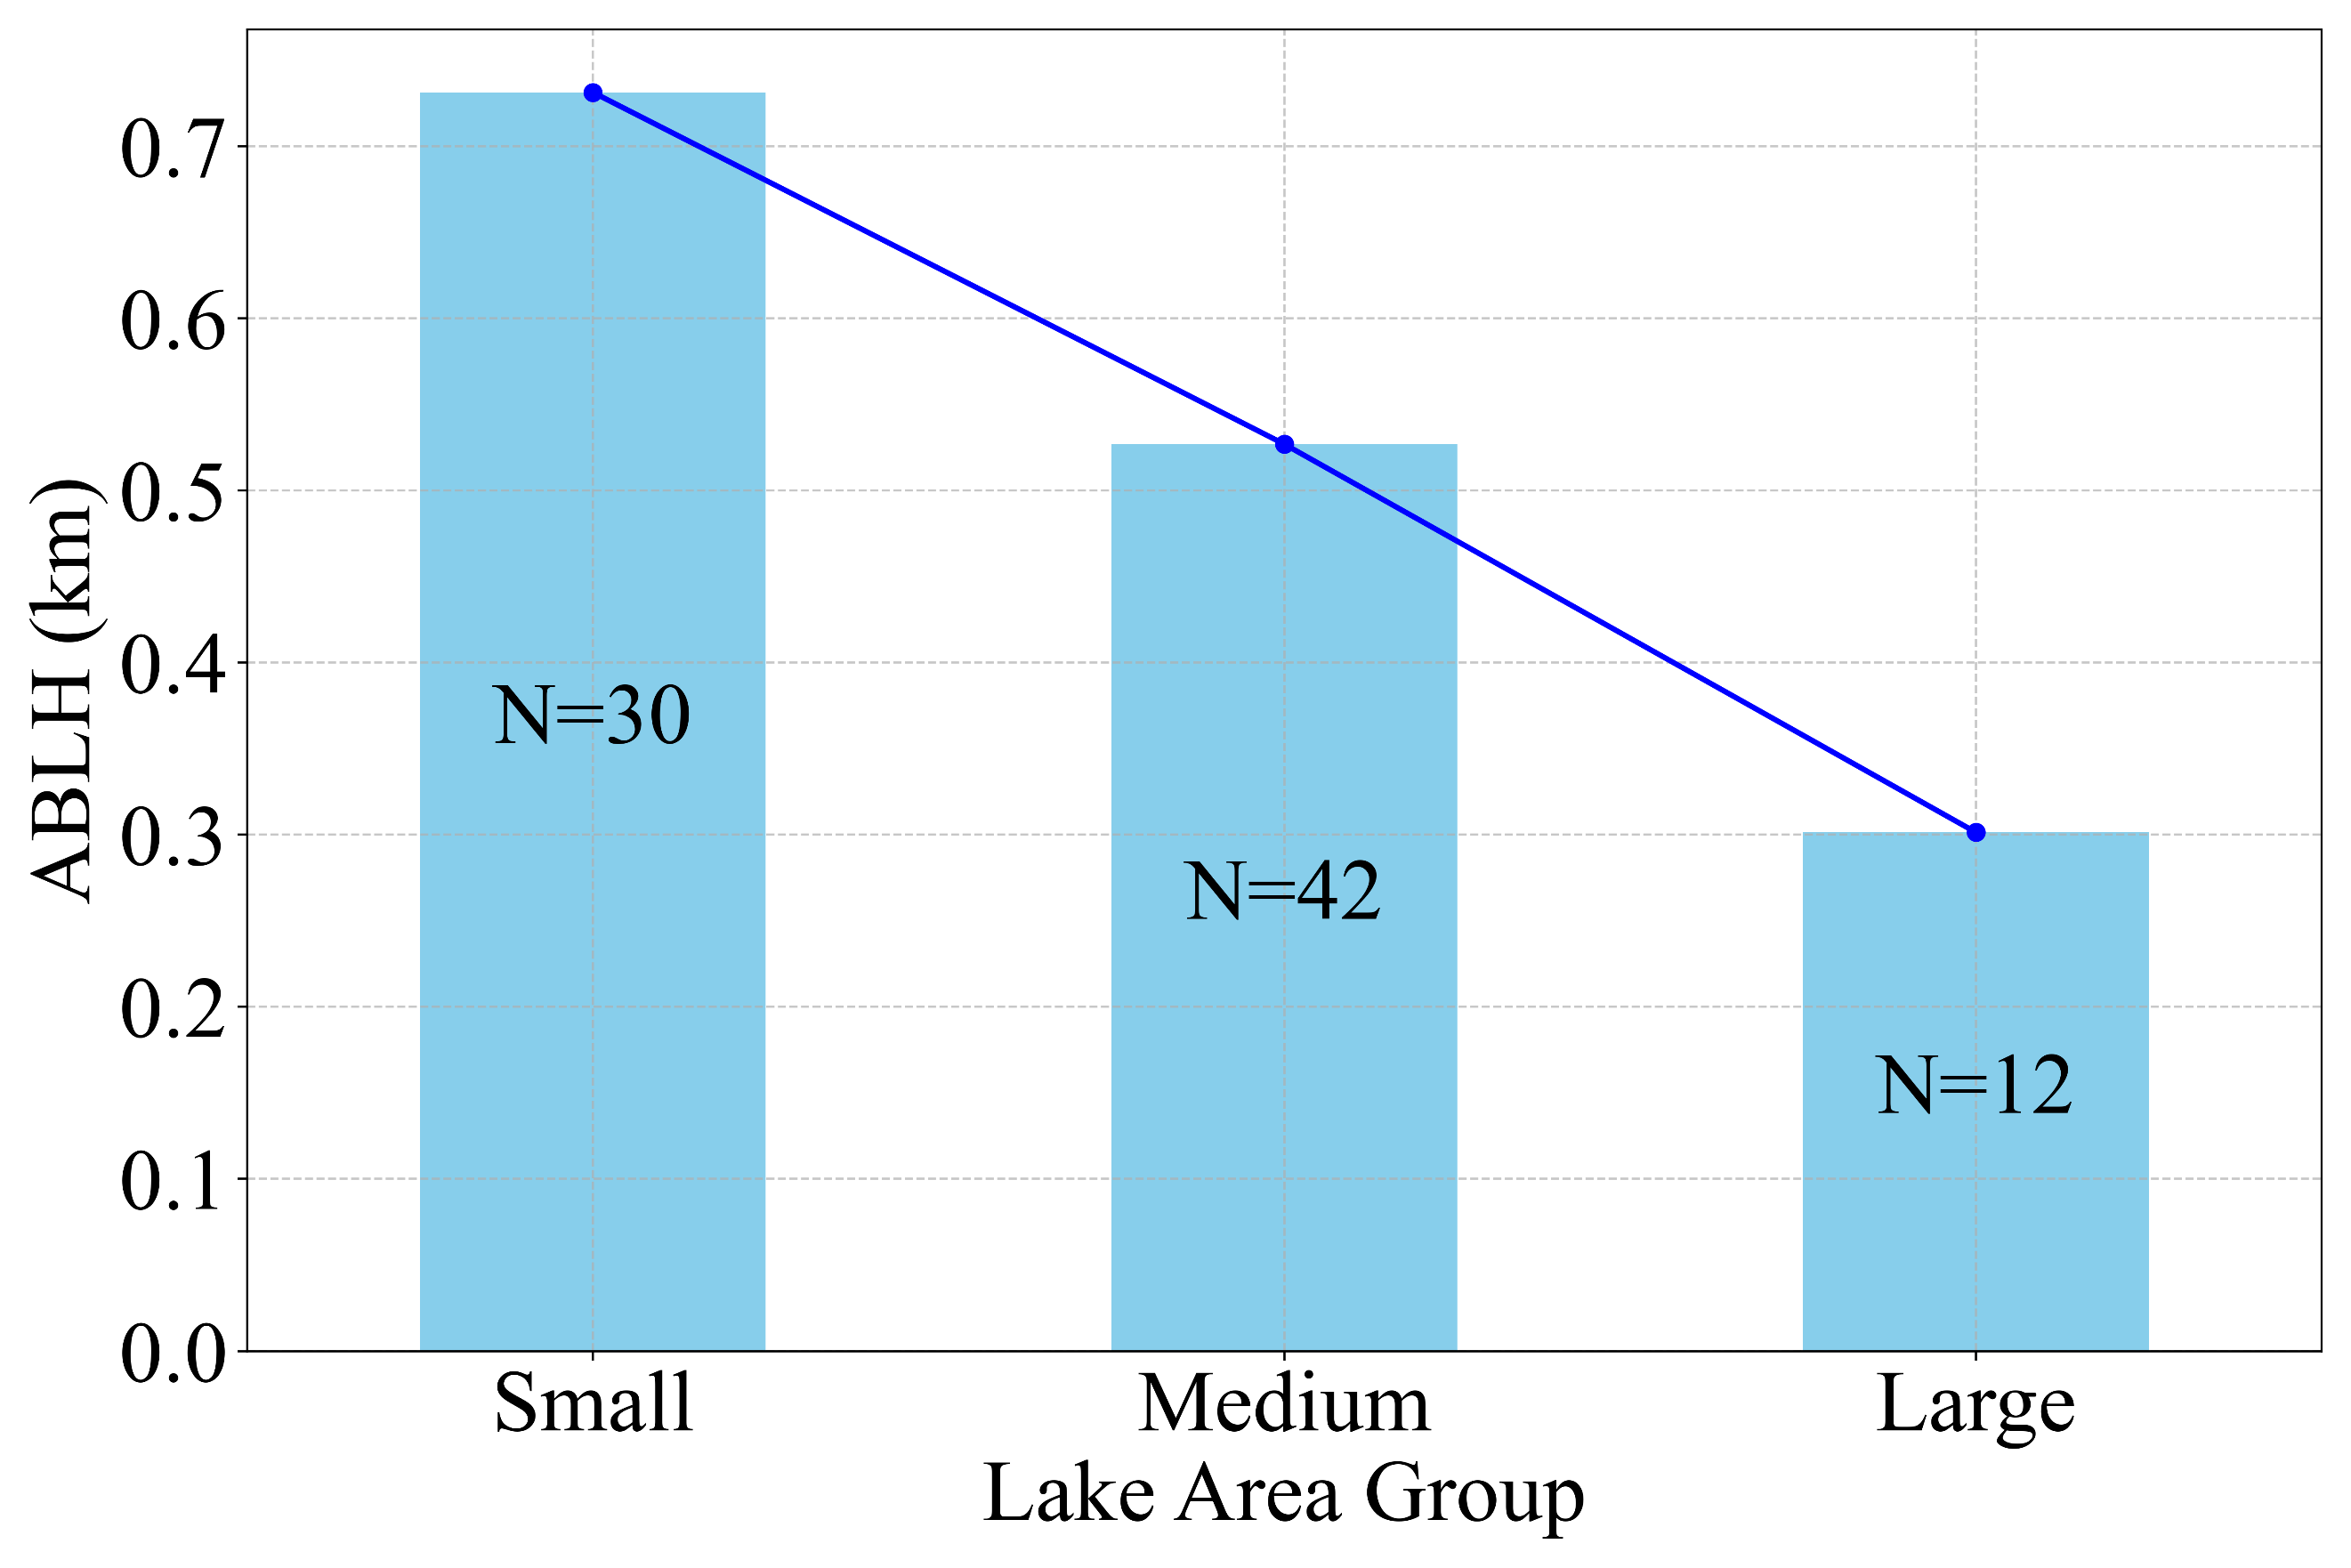 ABLH (km)
0.7
0.6
0.5
0.4
0.3
0.2
0.1
0.0
N=30
N=42
N=12
Small Medium Large
Lake Area Group